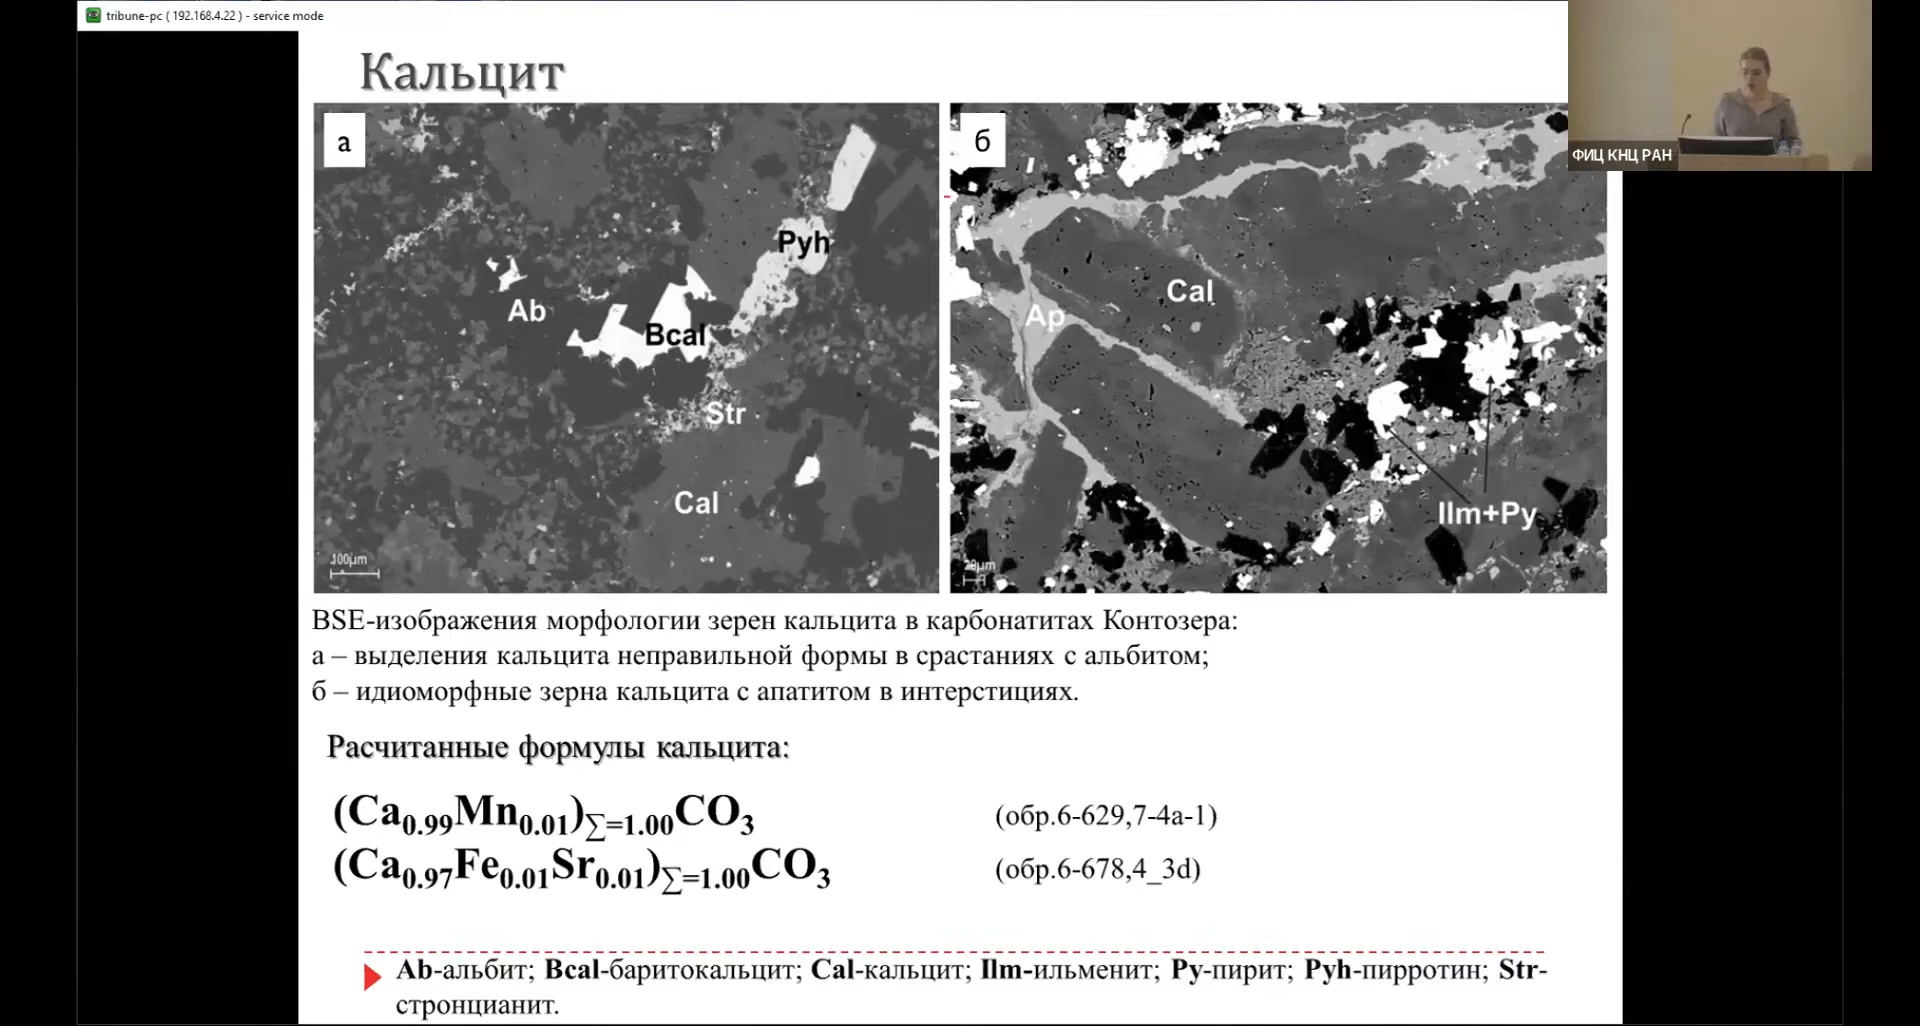 tribune-pc ( 192.168.4.22 ) - service mode
Кальцит
ФИЦ КНЦ РАН
а
Pyh
Ab
Bcal
Str
Cal
100µm
б
Cal
Ap
Ilm+Py
20µm
BSE-изображения морфологии зерен кальцита в карбонатитах Контозера:
а – выделения кальцита неправильной формы в срастаниях с альбитом;
б – идиоморфные зерна кальцита с апатитом в интерстициях.
Расчитанные формулы кальцита:
(Ca0.99Mn0.01)∑=1.00CO3 (обр.6-629,7-4a-1)
(Ca0.97Fe0.01Sr0.01)∑=1.00CO3 (обр.6-678,4_3d)
Ab-альбит; Bcal-баритокальцит; Cal-кальцит; Ilm-ильменит; Py-пирит; Pyh-пирротин; Str-
стронцианит.